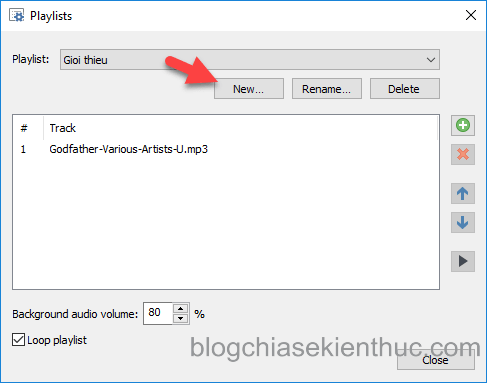 Playlists
Playlist: Gioi thieu
New... Rename... Delete
# Track
1 Godfather-Various-Artists-U.mp3
Background audio volume: 80 %
Loop playlist
blogchiasekienthuc.com
Close